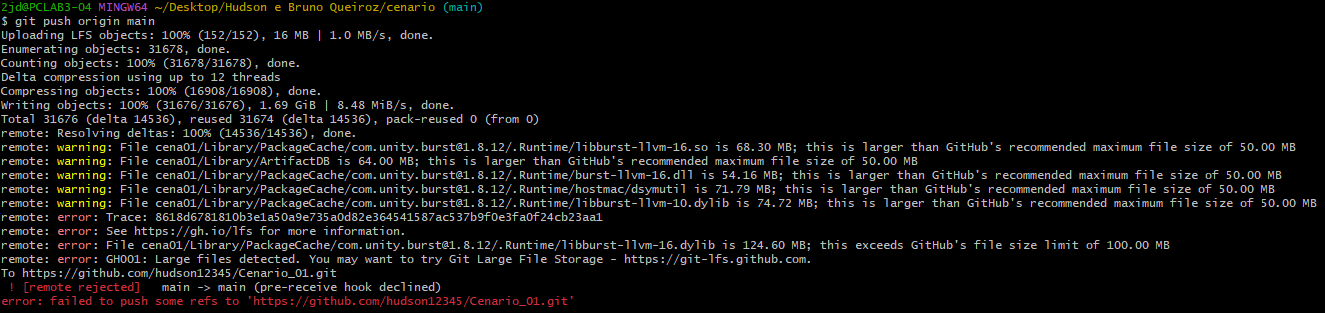 2jd@PCLAB3-04 MINGW64 ~/Desktop/Hudson e Bruno Queiroz/cenario (main)
$ git push origin main
Uploading LFS objects: 100% (152/152), 16 MB | 1.0 MB/s, done.
Enumerating objects: 31678, done.
Counting objects: 100% (31678/31678), done.
Delta compression using up to 12 threads
Compressing objects: 100% (16908/16908), done.
Writing objects: 100% (31676/31676), 1.69 GiB | 8.48 MiB/s, done.
Total 31676 (delta 14536), reused 31674 (delta 14536), pack-reused 0 (from 0)
remote: Resolving deltas: 100% (14536/14536), done.
remote: warning: File cena01/Library/PackageCache/com.unity.burst@1.8.12/.Runtime/libburst-llvm-16.so is 68.30 MB; this is larger than GitHub's recommended maximum file size of 50.00 MB
remote: warning: File cena01/Library/ArtifactDB is 64.00 MB; this is larger than GitHub's recommended maximum file size of 50.00 MB
remote: warning: File cena01/Library/PackageCache/com.unity.burst@1.8.12/.Runtime/burst-llvm-16.dll is 54.16 MB; this is larger than GitHub's recommended maximum file size of 50.00 MB
remote: warning: File cena01/Library/PackageCache/com.unity.burst@1.8.12/.Runtime/hostmac/dsymutil is 71.79 MB; this is larger than GitHub's recommended maximum file size of 50.00 MB
remote: warning: File cena01/Library/PackageCache/com.unity.burst@1.8.12/.Runtime/libburst-llvm-10.dylib is 74.72 MB; this is larger than GitHub's recommended maximum file size of 50.00 MB
remote: error: Trace: 8618d6781810b3e1a50a9e735a0d82e364541587ac537b9f0e3fa0f24cb23aa1
remote: error: See https://gh.io/lfs for more information.
remote: error: File cena01/Library/PackageCache/com.unity.burst@1.8.12/.Runtime/libburst-llvm-16.dylib is 124.60 MB; this exceeds GitHub's file size limit of 100.00 MB
remote: error: GH001: Large files detected. You may want to try Git Large File Storage - https://git-lfs.github.com.
To https://github.com/hudson12345/Cenario_01.git
! [remote rejected] main -> main (pre-receive hook declined)
error: failed to push some refs to 'https://github.com/hudson12345/Cenario_01.git'